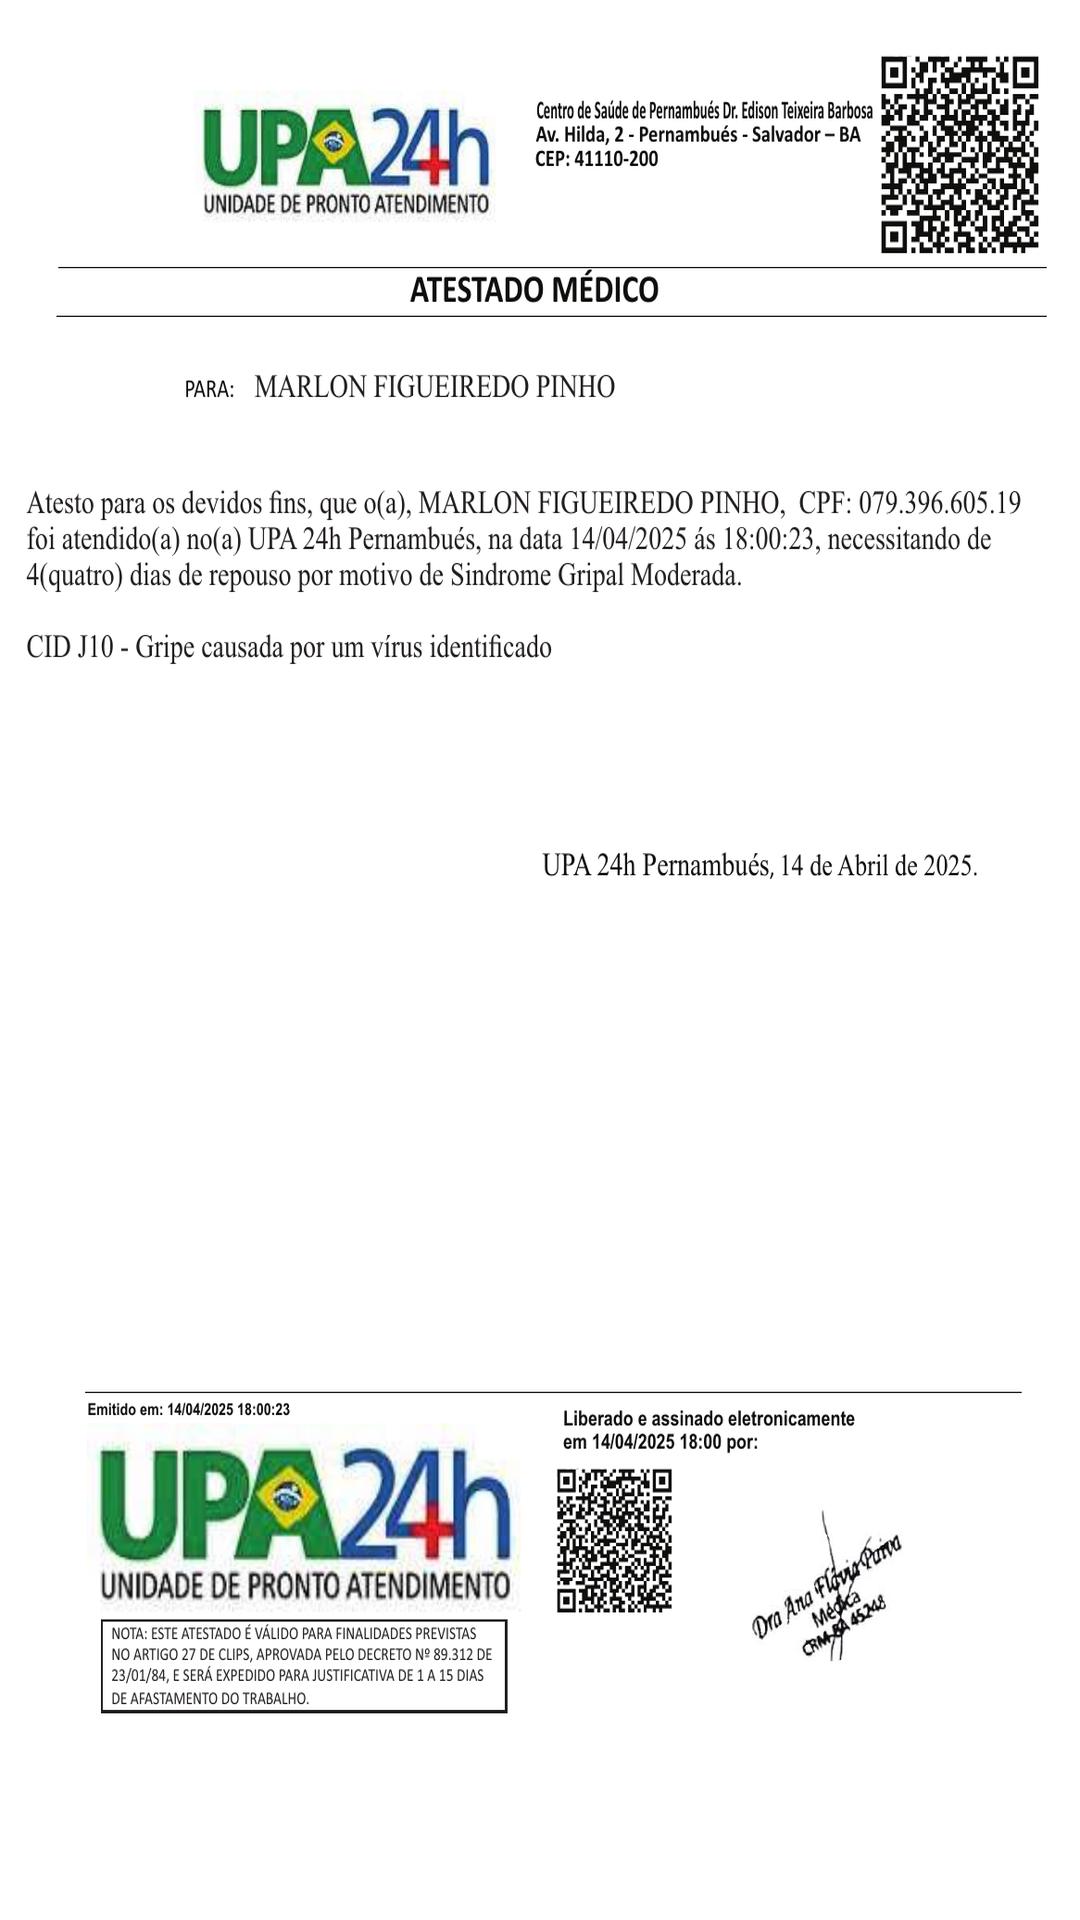 UPA24h
UNIDADE DE PRONTO ATENDIMENTO
Centro de Saúde de Pernambués Dr. Edison Teixeira Barbosa
Av. Hilda, 2 - Pernambués - Salvador – BA
CEP: 41110-200
ATESTADO MÉDICO
PARA: MARLON FIGUEIREDO PINHO
Atesto para os devidos fins, que o(a), MARLON FIGUEIREDO PINHO, CPF: 079.396.605.19
foi atendido(a) no(a) UPA 24h Pernambués, na data 14/04/2025 ás 18:00:23, necessitando de
4(quatro) dias de repouso por motivo de Sindrome Gripal Moderada.
CID J10 - Gripe causada por um vírus identificado
UPA 24h Pernambués, 14 de Abril de 2025.
Emitido em: 14/04/2025 18:00:23
UPA24h
UNIDADE DE PRONTO ATENDIMENTO
NOTA: ESTE ATESTADO É VÁLIDO PARA FINALIDADES PREVISTAS
NO ARTIGO 27 DE CLIPS, APROVADA PELO DECRETO Nº 89.312 DE
23/01/84, E SERÁ EXPEDIDO PARA JUSTIFICATIVA DE 1 A 15 DIAS
DE AFASTAMENTO DO TRABALHO.
Liberado e assinado eletronicamente
em 14/04/2025 18:00 por:
Dra Ana Flávia Paiva
Médica
CRM-BA 45248